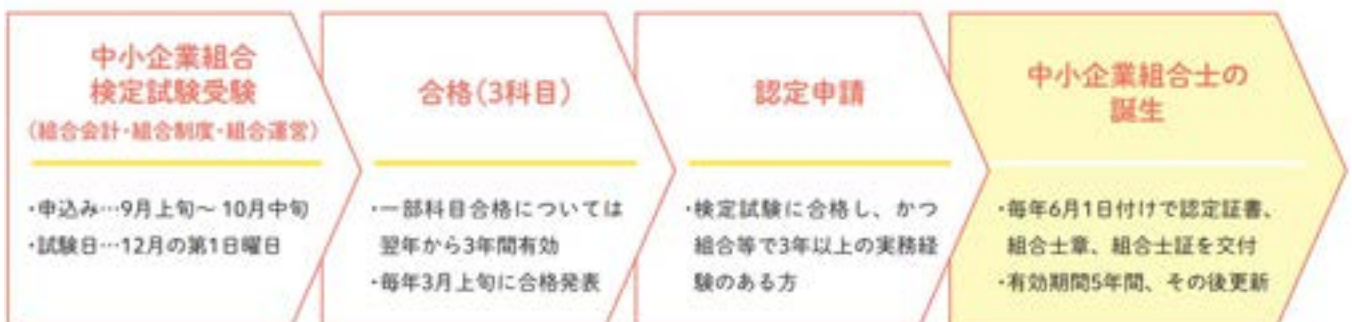 中小企業組合
検定試験受験
(組合会計・組合制度・組合運営)
・申込み…9月上旬～10月中旬
・試験日…12月の第1日曜日
合格(3科目)
・一部科目合格については
翌年から3年間有効
・毎年3月上旬に合格発表
認定申請
・検定試験に合格し、かつ
組合等で3年以上の実務経
験のある方
中小企業組合士の
誕生
・毎年6月1日付けで認定証書、
組合士章、組合士証を交付
・有効期間5年間、その後更新